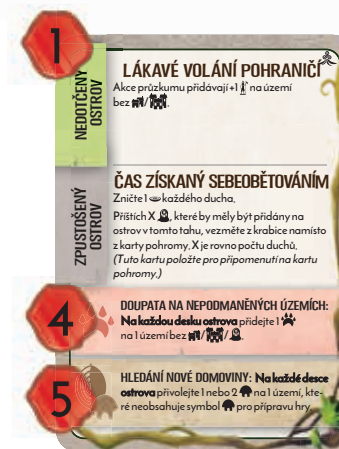 1
NEDOTČENÝ
OSTROV
LÁKAVÉ VOLÁNÍ POHRANIČÍ
Akce průzkumu přidávají +1 na území
bez / .
ZPUSTOŠENÝ
OSTROV
ČAS ZÍSKANÝ SEBEOBĚTOVÁNÍM
Zničte 1 každého ducha.
Příštích X , které by měly být přidány na
ostrov v tomto tahu, vezměte z krabice namísto
z karty pohromy. X je rovno počtu duchů.
(Tuto kartu položte pro připomenutí na kartu
pohromy.)
4
DOUPATA NA NEPODMANĚNÝCH ÚZEMÍCH:
Na každou desku ostrova přidejte 1
na 1 území bez / / .
5
HLEDÁNÍ NOVÉ DOMOVINY: Na každé desce
ostrova přivolejte 1 nebo 2 na 1 území, kte-
ré neobsahuje symbol pro přípravu hry.